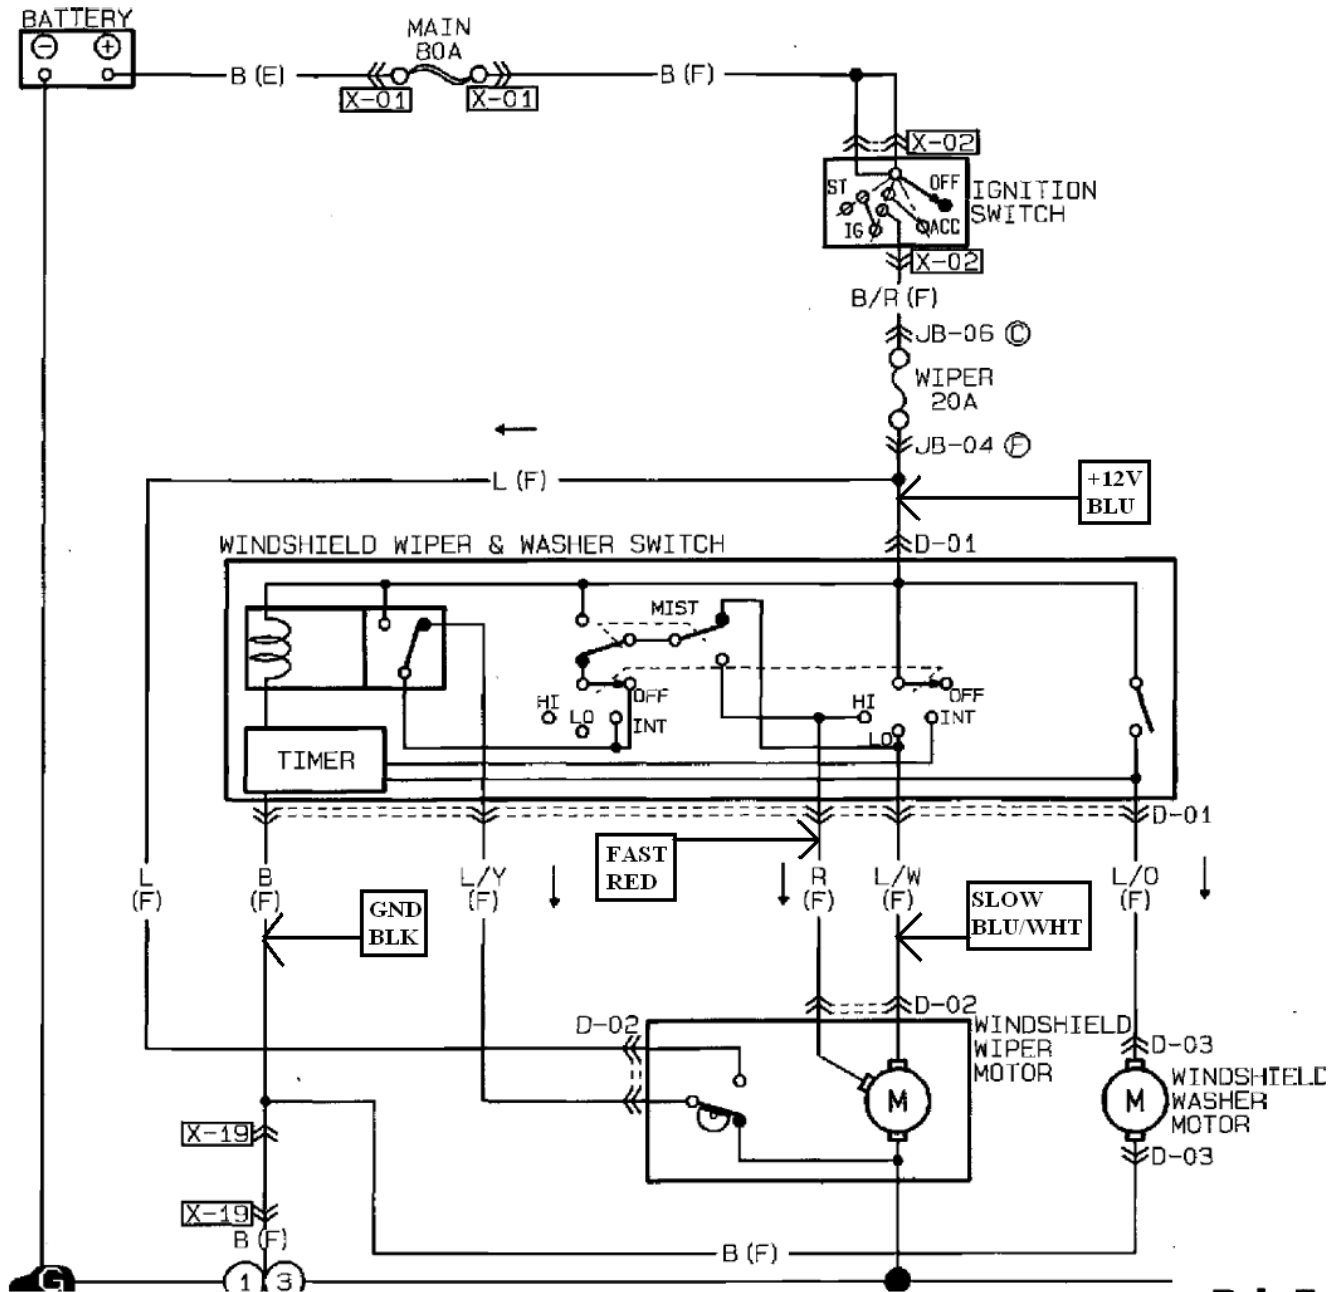 BATTERY
MAIN
80A
B (E)
B (F)
X-01
X-01
X-02
ST
OFF
IG
ACC
IGNITION
SWITCH
X-02
B/R (F)
JB-06 C
WIPER
20A
JB-04 F
L (F)
+12V
BLU
WINDSHIELD WIPER & WASHER SWITCH
D-01
MIST
HI
LO
OFF
INT
HI
LO
OFF
INT
TIMER
D-01
FAST
RED
L
(F)
B
(F)
L/Y
(F)
R
(F)
L/W
(F)
L/O
(F)
GND
BLK
SLOW
BLU/WHT
D-02
D-02
WINDSHIELD
WIPER
MOTOR
M
D-03
M
WINDSHIELD
WASHER
MOTOR
D-03
X-19
X-19
B (F)
B (F)
G
1
3